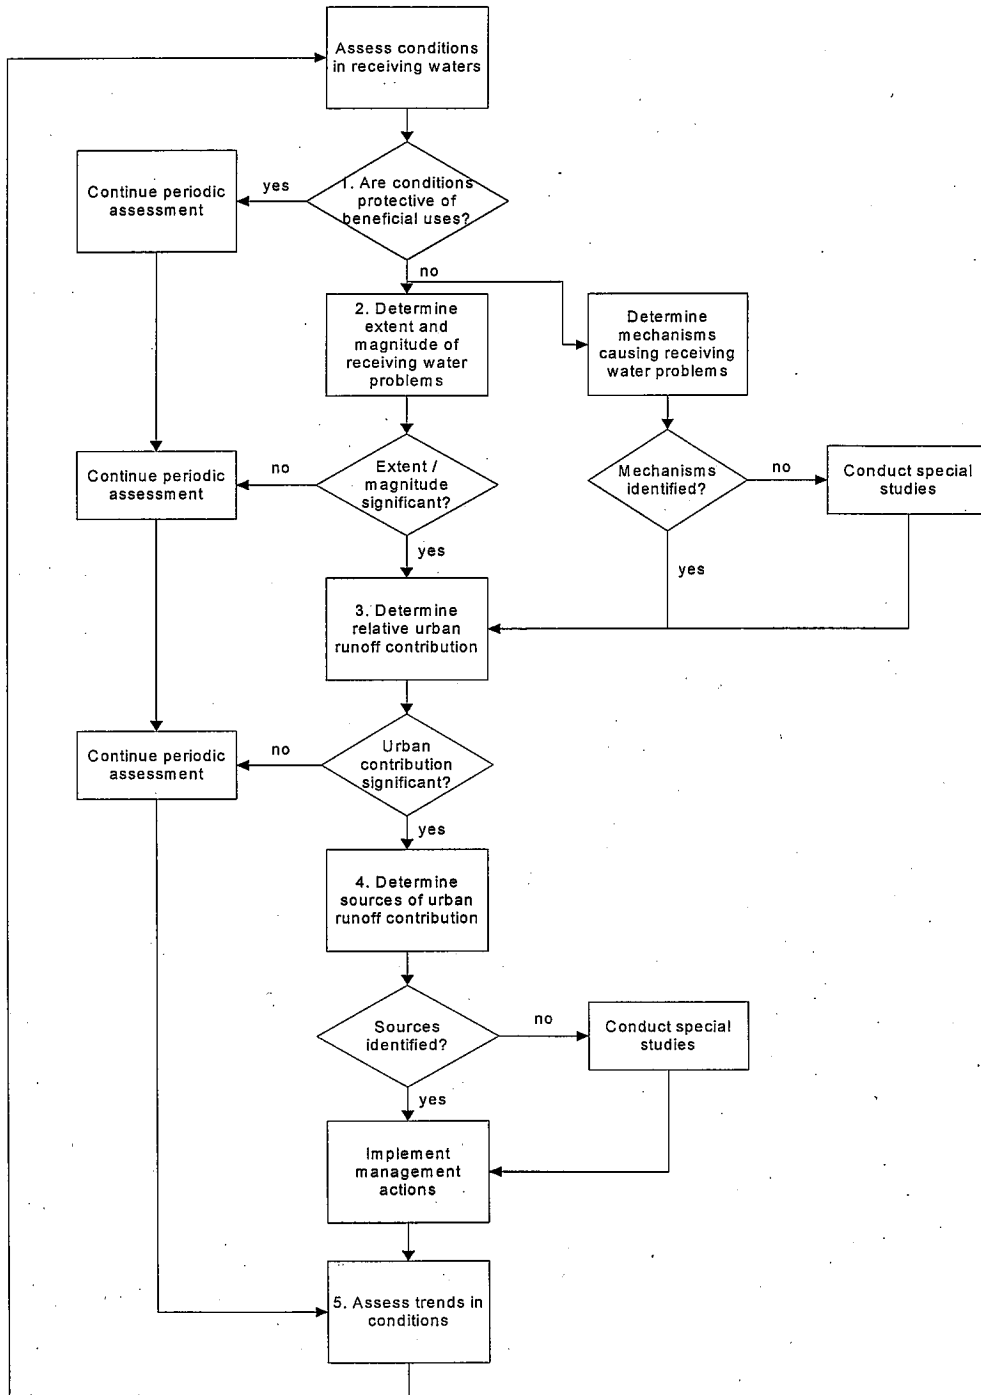 Assess conditions
in receiving waters
1. Are conditions
protective of
beneficial uses?
yes
Continue periodic
assessment
no
2. Determine
extent and
magnitude of
receiving water
problems
Determine
mechanisms
causing receiving
water problems
Extent /
magnitude
significant?
no
Continue periodic
assessment
Mechanisms
identified?
no
Conduct special
studies
yes
yes
3. Determine
relative urban
runoff contribution
Urban
contribution
significant?
no
Continue periodic
assessment
yes
4. Determine
sources of urban
runoff contribution
Sources
identified?
no
Conduct special
studies
yes
Implement
management
actions
5. Assess trends in
conditions